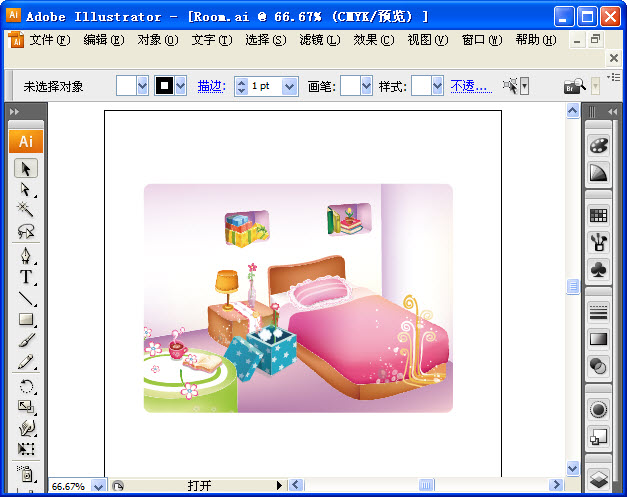 Adobe Illustrator - [Room.ai @ 66.67% (CMYK/预览) ]
文件(F) 编辑(E) 对象(O) 文字(T) 选择(S) 滤镜(L) 效果(C) 视图(V) 窗口(W) 帮助(H)
未选择对象 描边: 1 pt 画笔: 样式: 不透... Br
Ai
T
66.67% 打开